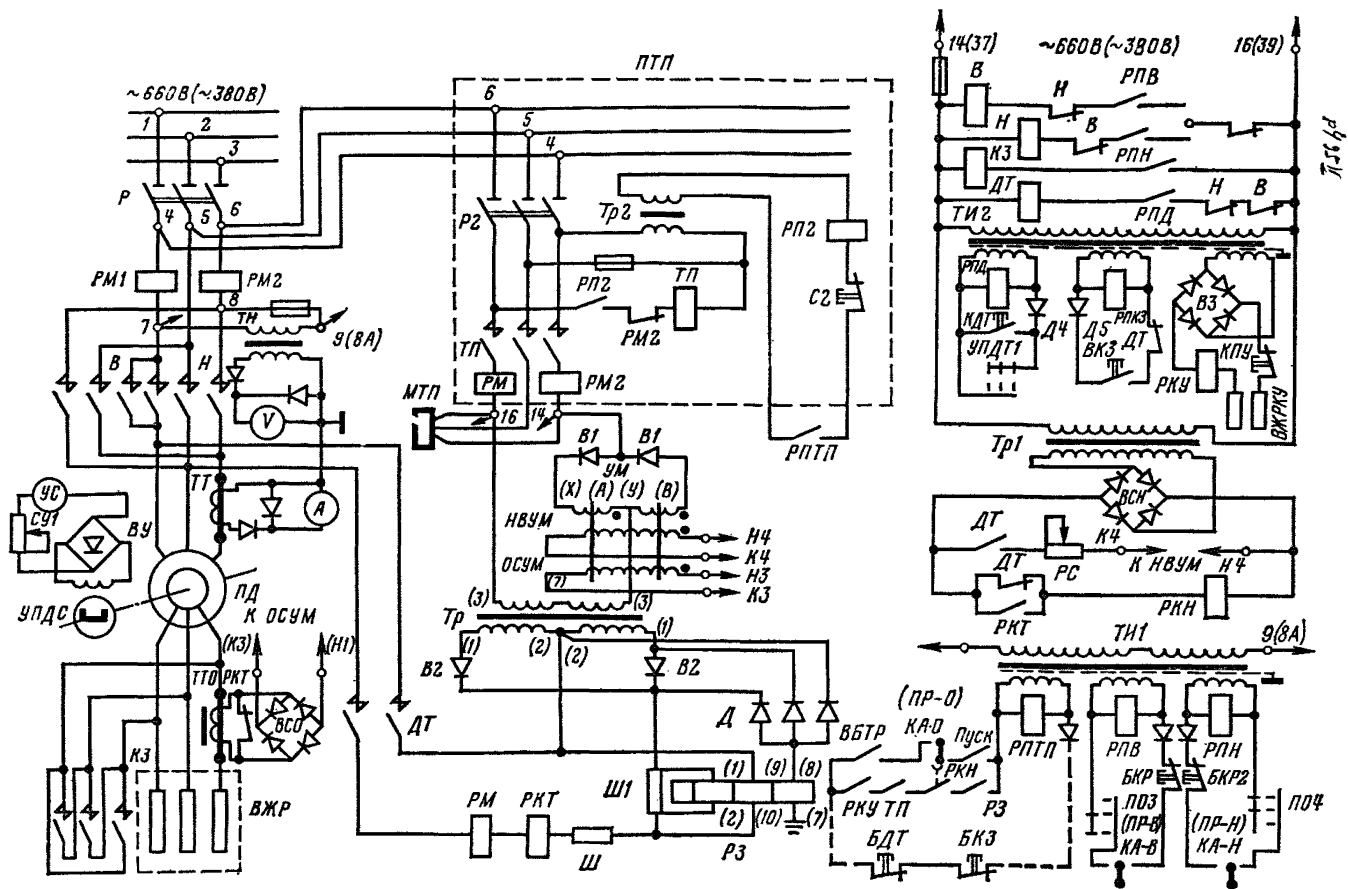 ~660В(~380В)
1
2
3
Р
4
5
6
РМ1
РМ2
8
7
ТН
9(8А)
В
Н
V
ТТ
А
УС
СУ1
ВУ
ПД
УПДС
К ОСУМ
(К3)
(Н1)
ТТО
РКТ
ВСО
КЗ
ВЖР
ДТ
ПТП
6
5
4
Р2
Тр2
РП2
ТП
РМ2
РП2
С2
ТП
РМ
РМ2
МТП
16
14
РПТП
В1
В1
УМ
(Х)
(А)
(У)
(В)
НВУМ
ОСУМ
(7)
Н4
К4
Н3
К3
(3)
(3)
Тр
(1)
(2)
(2)
(1)
В2
В2
Д
Ш1
(1)
(9)
(8)
(2)
(10)
(7)
РЗ
РМ
РКТ
Ш
14(37)
~660В(~380В)
16(39)
В
Н
РПВ
Н
В
РПН
КЗ
ДТ
РПД
Н
В
ТИ2
РПД
КДТ
УПДТ1
Д4
Д5
РПКЗ
ВКЗ
ДТ
ВЗ
РКУ
КПУ
ВЖРКУ
Тр1
ВСН
ДТ
РС
К4
К НВУМ
Н4
ДТ
РКТ
РКН
ТИ1
9(8А)
(ПР-О)
КА-О
ВБТР
Пуск
РКУ
ТП
РКН
РЗ
БДТ
БКЗ
РПТП
РПВ
РПН
БКР
БКР2
ПО3
(ПР-В)
КА-В
(ПР-Н)
КА-Н
ПО4